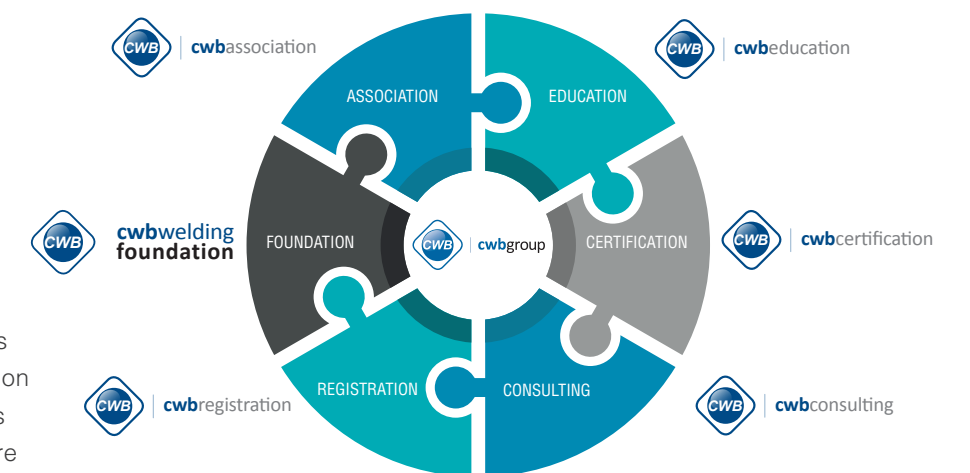 CWB cwbassociation
CWB cwbeducation
ASSOCIATION
EDUCATION
CWB cwbwelding
foundation
FOUNDATION
CWB cwbgroup
CERTIFICATION
CWB cwbcertification
REGISTRATION
CONSULTING
CWB cwbregistration
CWB cwbconsulting